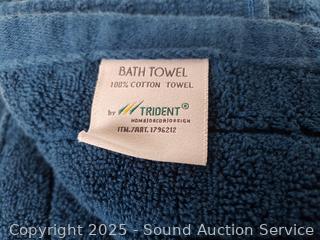 BATH TOWEL
100% COTTON TOWEL
by TRIDENT®
HOME|DECOR|DESIGN
ITM./ART. 1796212
Copyright 2025 - Sound Auction Service